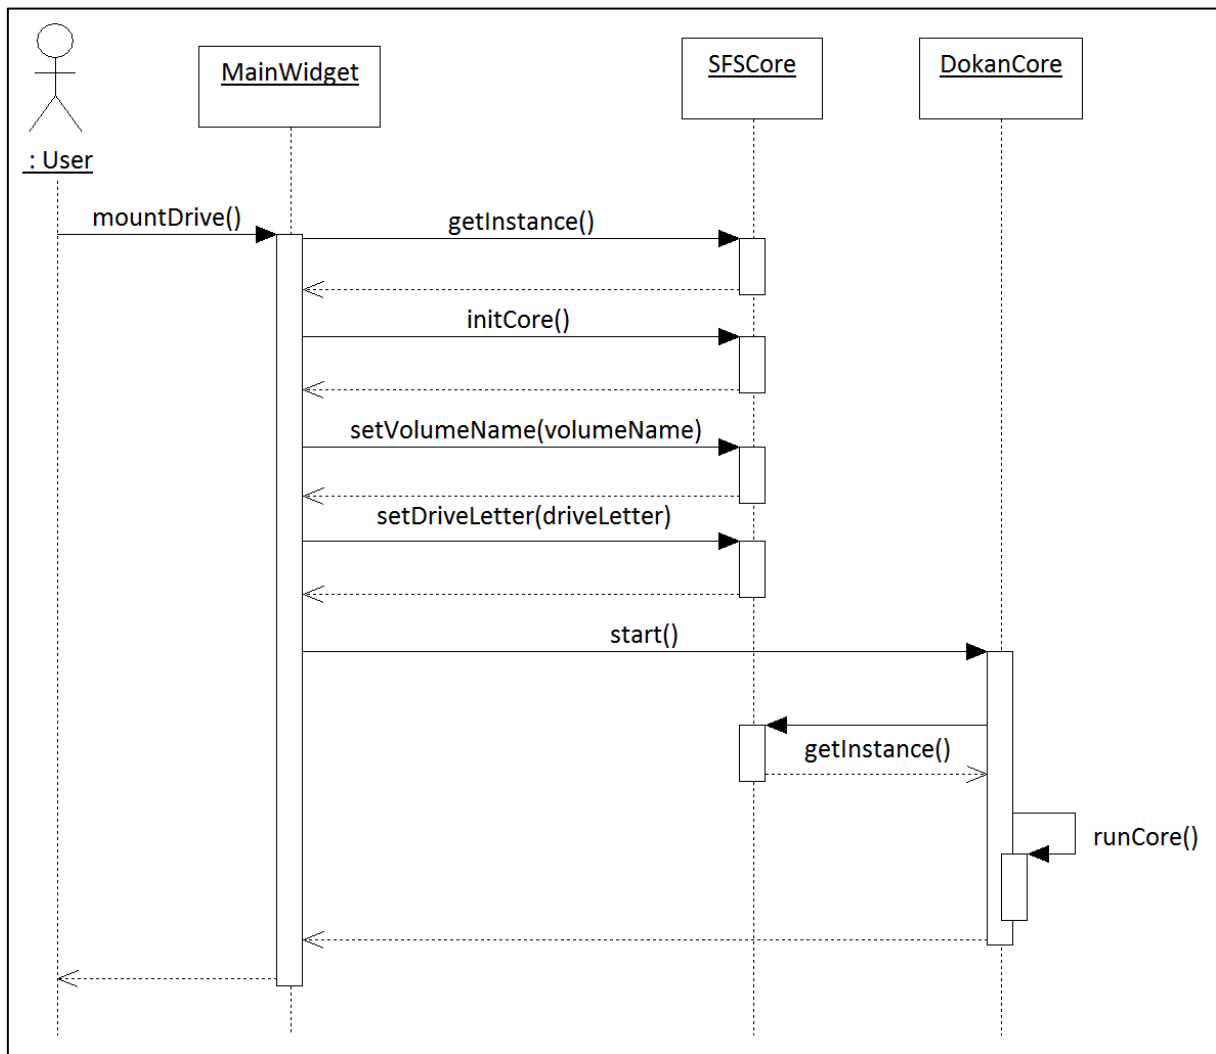 MainWidget
SFSCore
DokanCore
: User
mountDrive()
getInstance()
initCore()
setVolumeName(volumeName)
setDriveLetter(driveLetter)
start()
getInstance()
runCore()